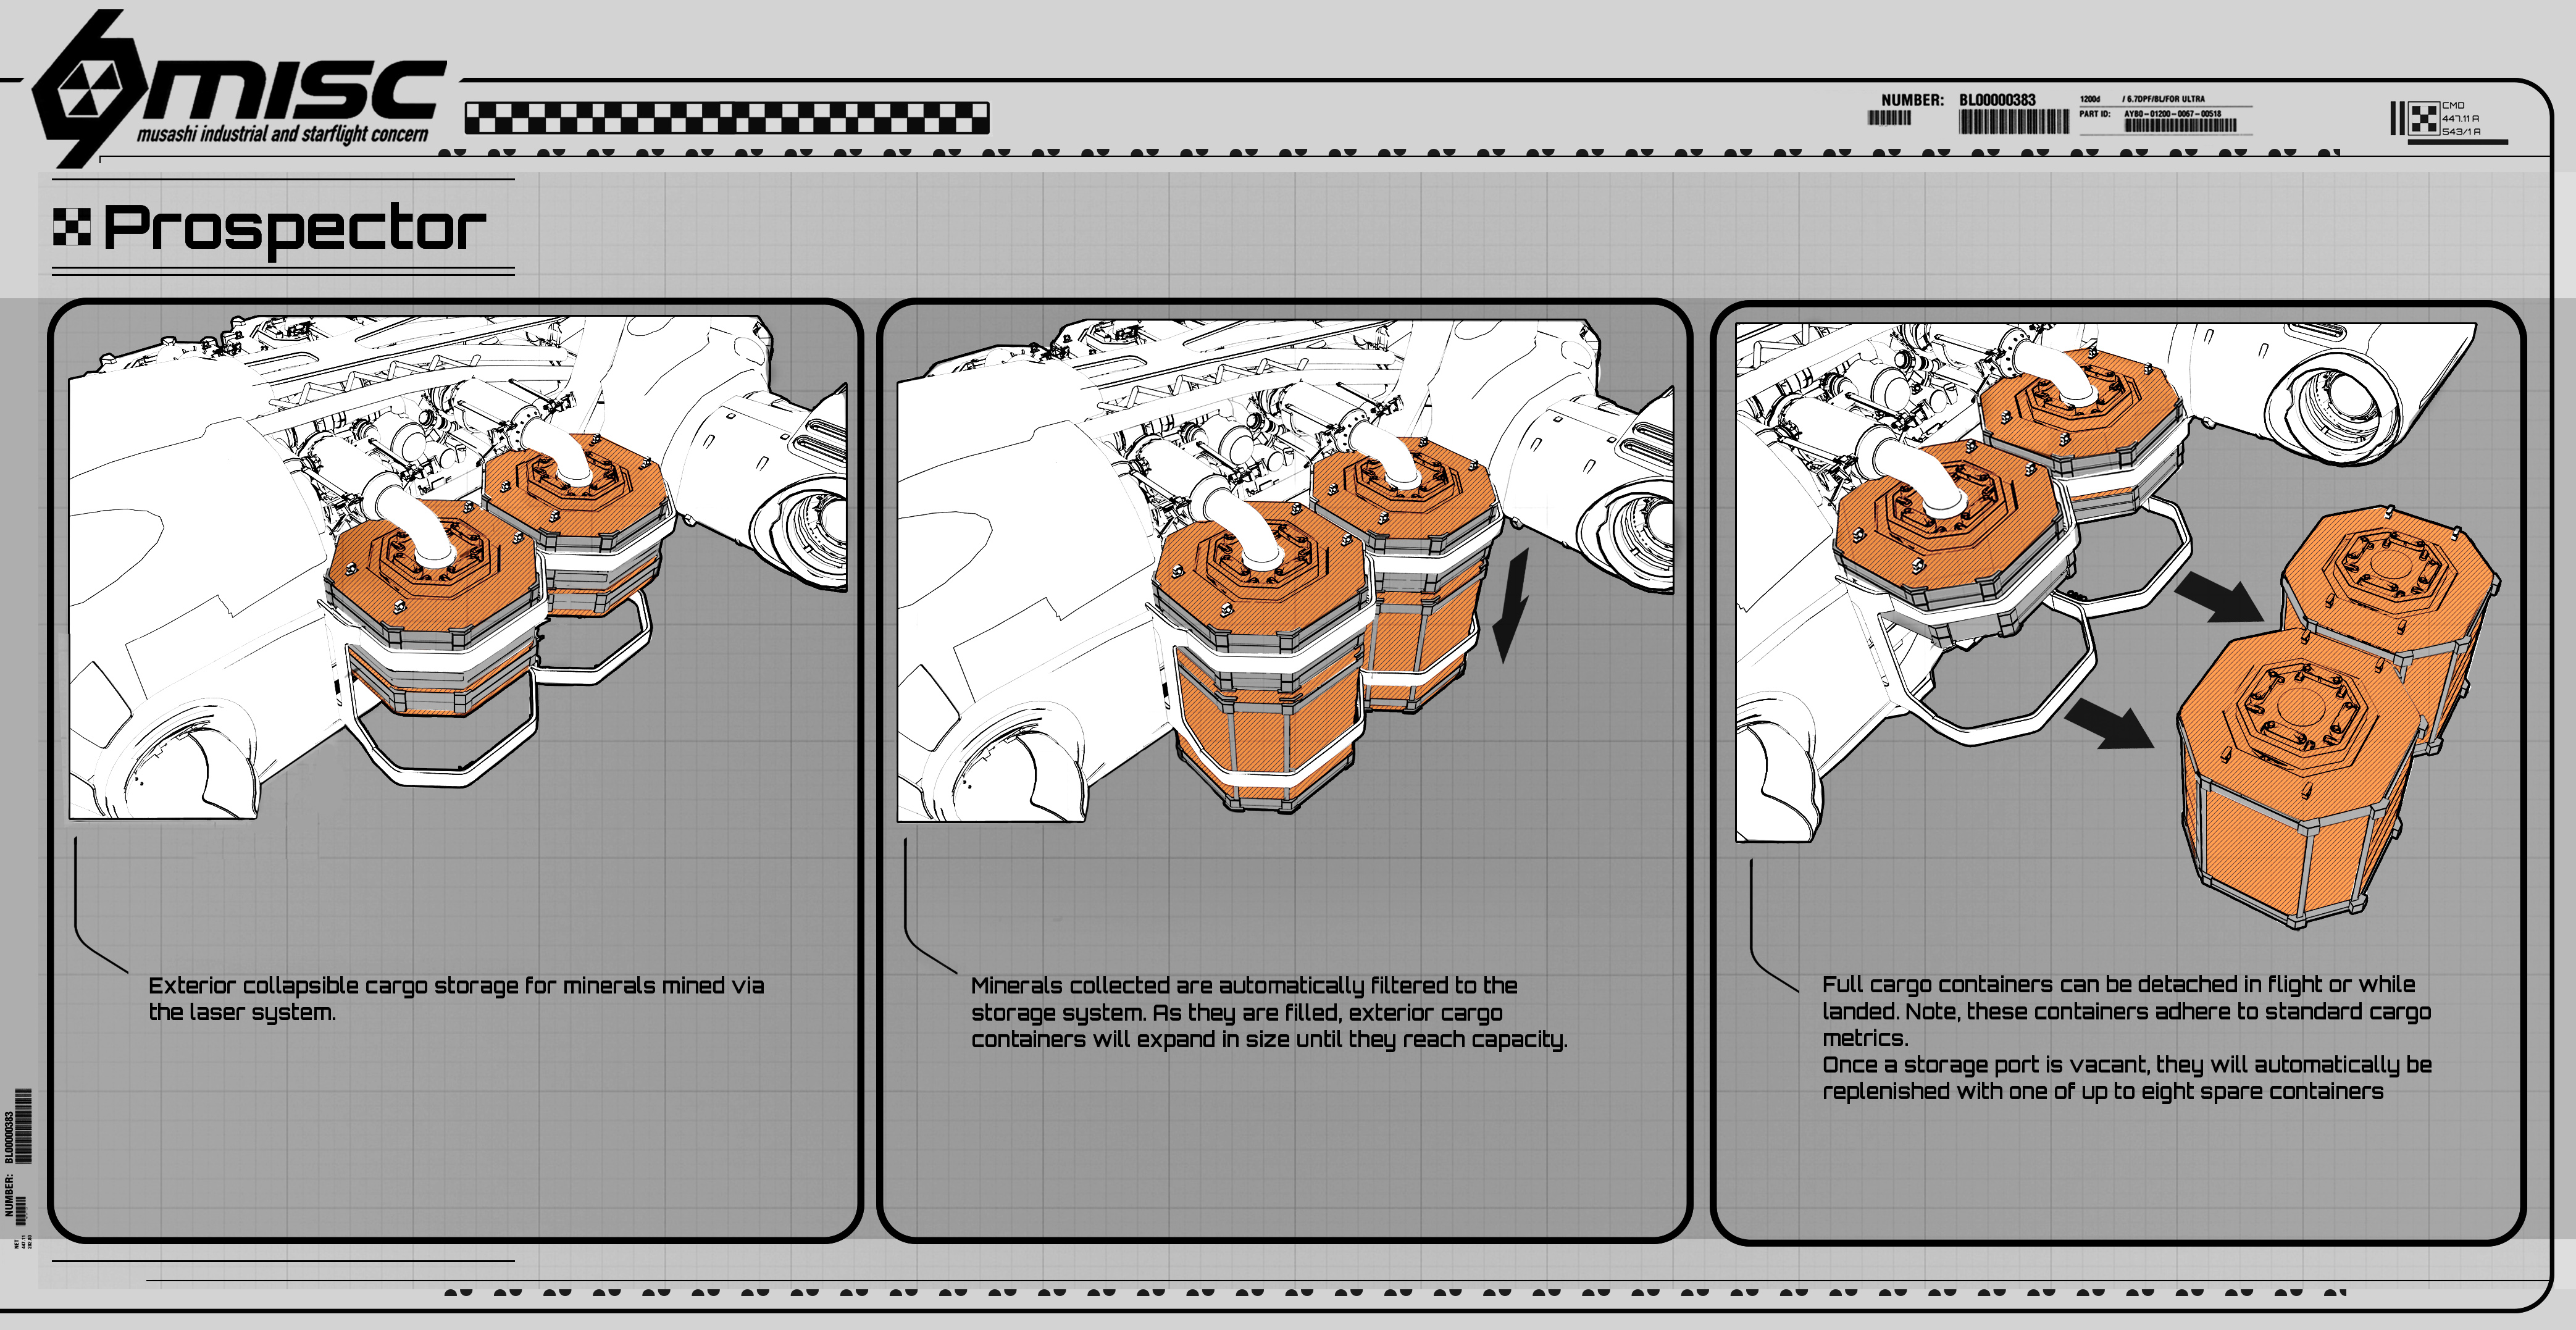 misc
musashi industrial and starflight concern
NUMBER: BL00000383
1200d / 6.7DPF/BL/FOR ULTRA
PART ID: AY80-01200-0067-00518
CMD
447.11 A
543/1 A
Prospector
Exterior collapsible cargo storage for minerals mined via
the laser system.
Minerals collected are automatically filtered to the
storage system. As they are filled, exterior cargo
containers will expand in size until they reach capacity.
Full cargo containers can be detached in flight or while
landed. Note, these containers adhere to standard cargo
metrics.
Once a storage port is vacant, they will automatically be
replenished with one of up to eight spare containers
NUMBER: BL00000383